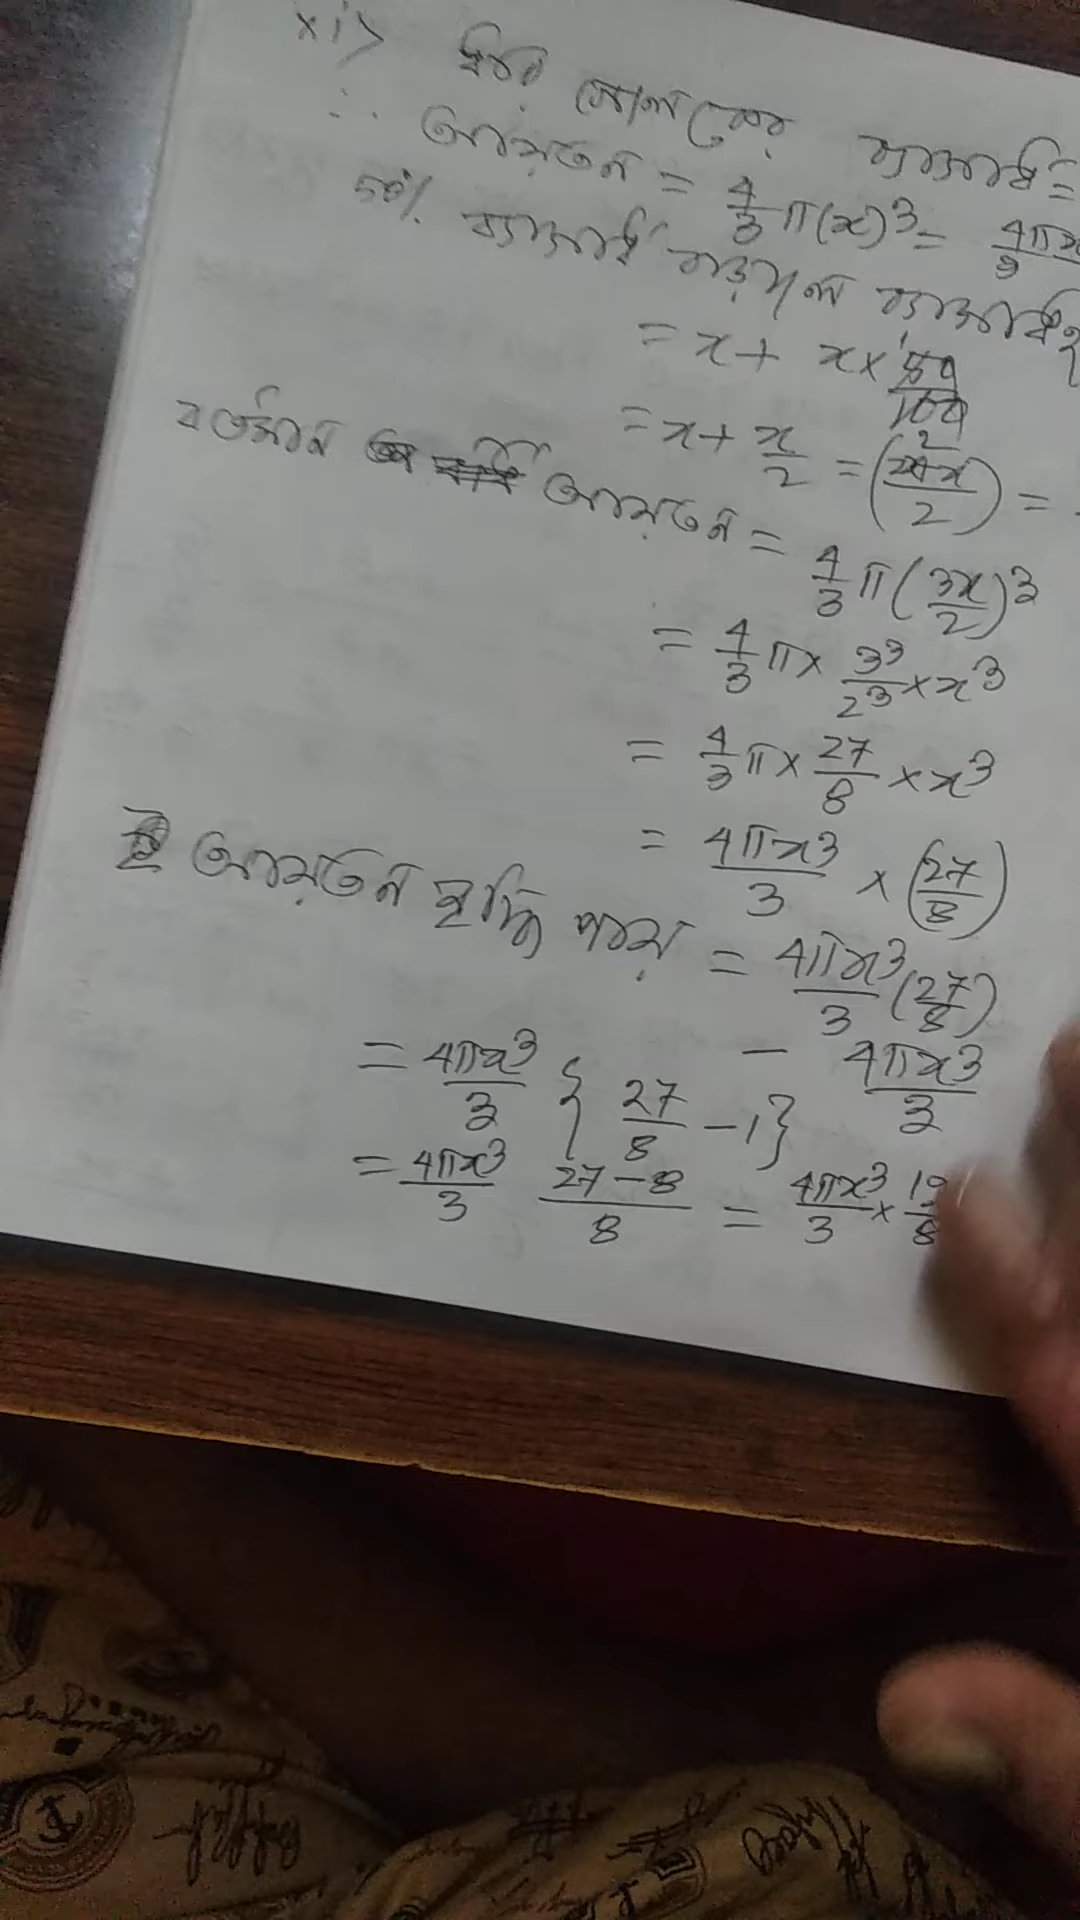 xi> ধরি গোলকের ব্যাসার্ধ =
∴ আয়তন = 4/3 π(x)³ = 4πx
50% ব্যাসার্ধ বাড়ালে ব্যাসার্ধ
= x + x × 50/100
= x + x/2 = ( x/2) =
বর্তমান আয়তন = 4/3 π(3x/2)³
= 4/3 π × 3³/2³ × x³
= 4/3 π × 27/8 × x³
= 4πx³/3 × (27/8)
আয়তন বৃদ্ধি পায় = 4πx³/3 (27/8)
− 4πx³/3
= 4πx³/3 { 27/8 − 1 }
= 4πx³/3 27−8/8 = 4πx³/3 × 19/8